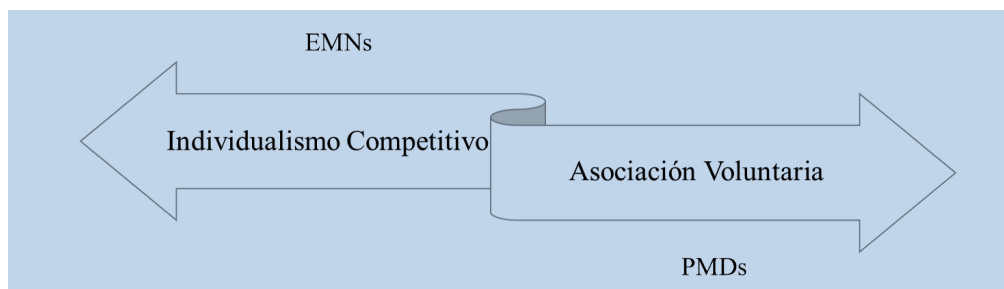 EMNs
Individualismo Competitivo
Asociación Voluntaria
PMDs